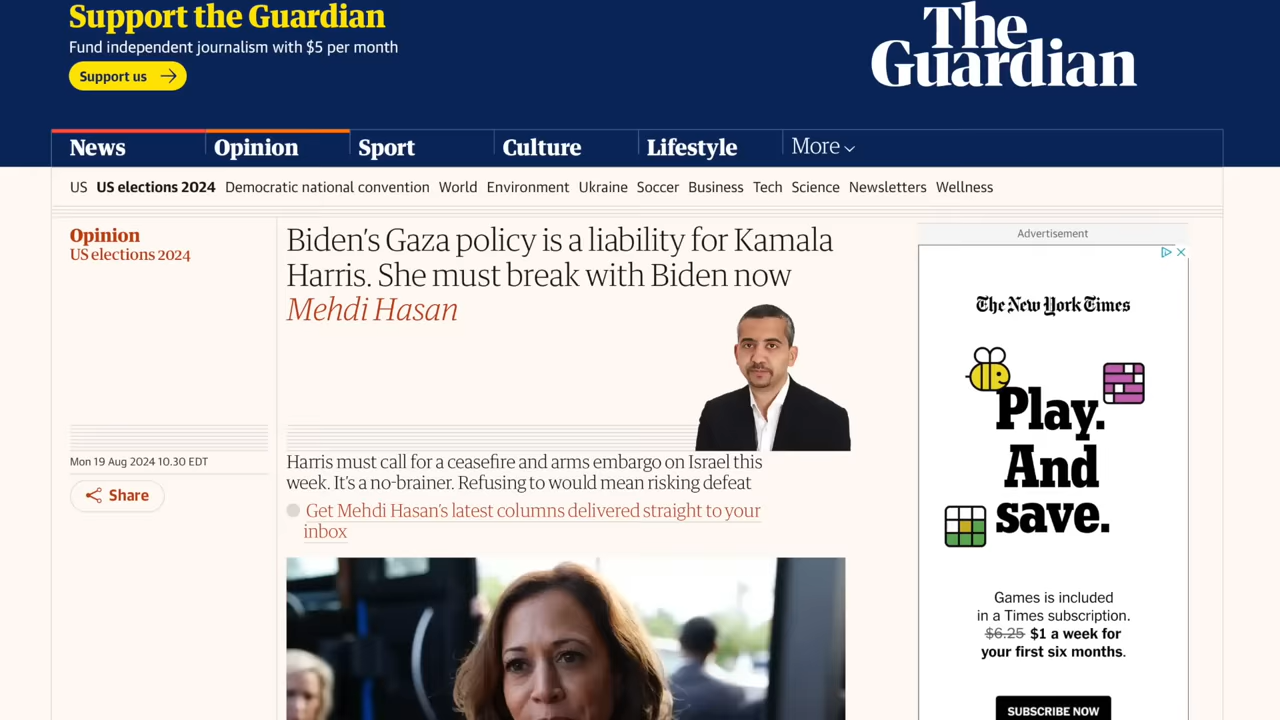 Support the Guardian
Fund independent journalism with $5 per month
Support us
The
Guardian
News
Opinion
Sport
Culture
Lifestyle
More
US
US elections 2024
Democratic national convention
World
Environment
Ukraine
Soccer
Business
Tech
Science
Newsletters
Wellness
Opinion
US elections 2024
Biden's Gaza policy is a liability for Kamala
Harris. She must break with Biden now
Mehdi Hasan
Mon 19 Aug 2024 10.30 EDT
Share
Harris must call for a ceasefire and arms embargo on Israel this
week. It's a no-brainer. Refusing to would mean risking defeat
Get Mehdi Hasan's latest columns delivered straight to your
inbox
Advertisement
The New York Times
Play.
And
save.
Games is included
in a Times subscription.
$6.25 $1 a week for
your first six months.
SUBSCRIBE NOW